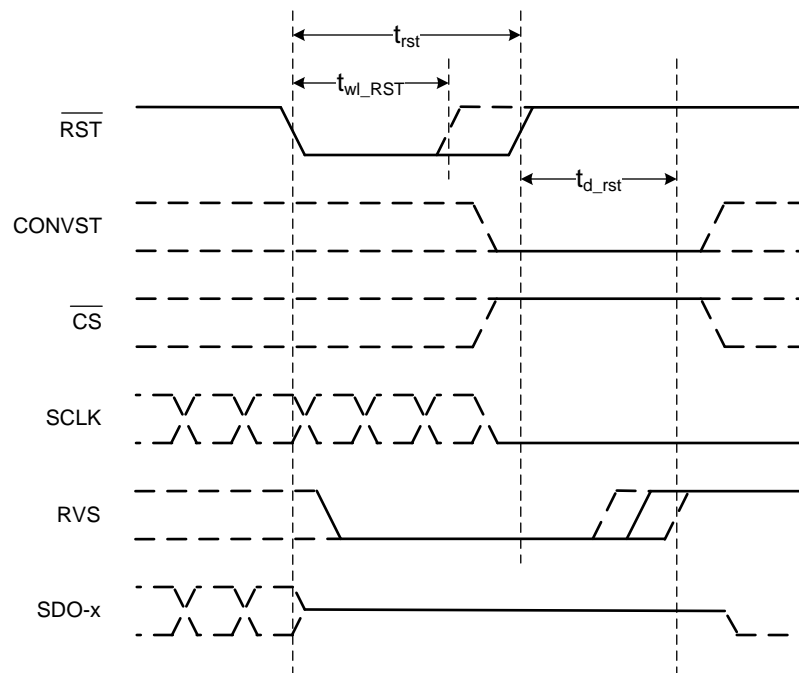 t_rst
t_wl_RST
RST
t_d_rst
CONVST
CS
SCLK
RVS
SDO-x